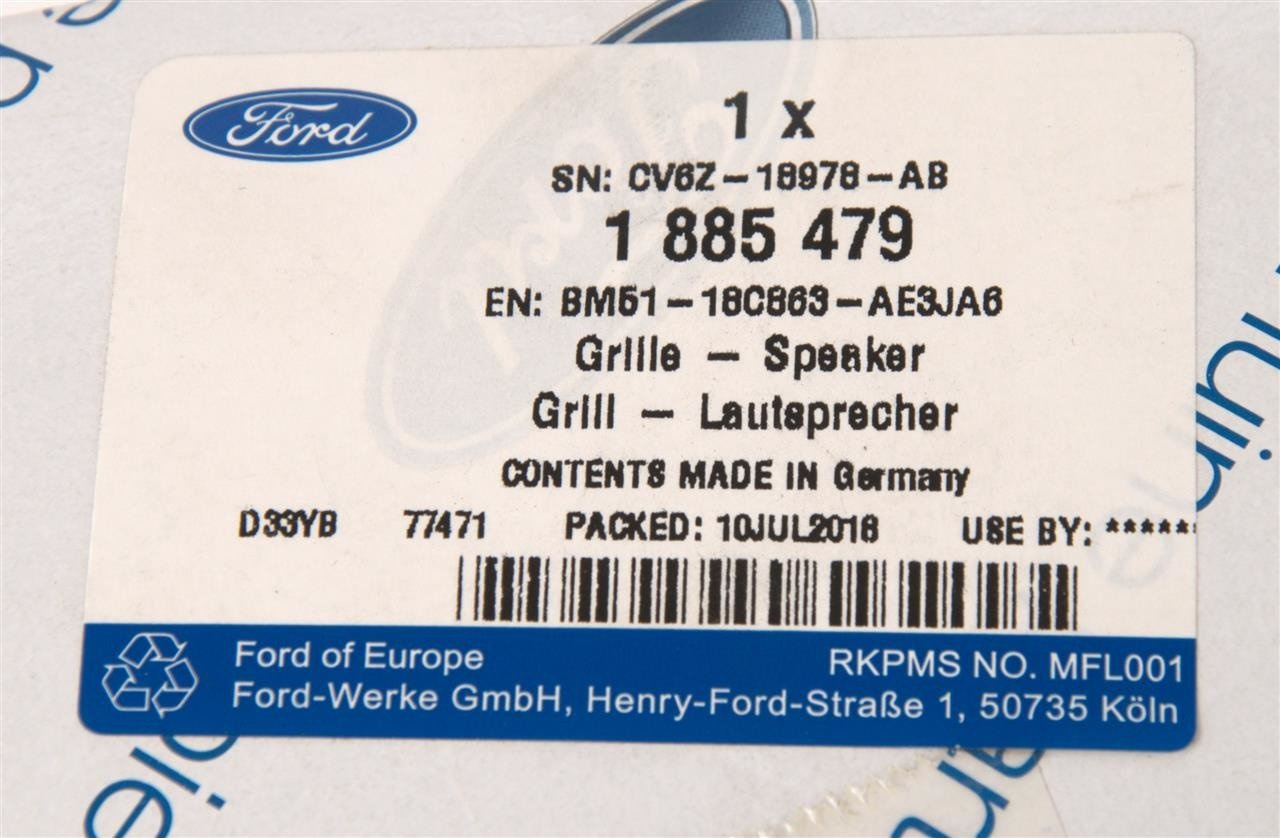 Ford
1 x
SN: CV6Z-18978-AB
1 885 479
EN: BM51-18C863-AE3JA6
Grille - Speaker
Grill - Lautsprecher
CONTENTS MADE IN Germany
D33YB 77471 PACKED: 10JUL2018 USE BY: *****
Ford of Europe RKPMS NO. MFL001
Ford-Werke GmbH, Henry-Ford-Straße 1, 50735 Köln